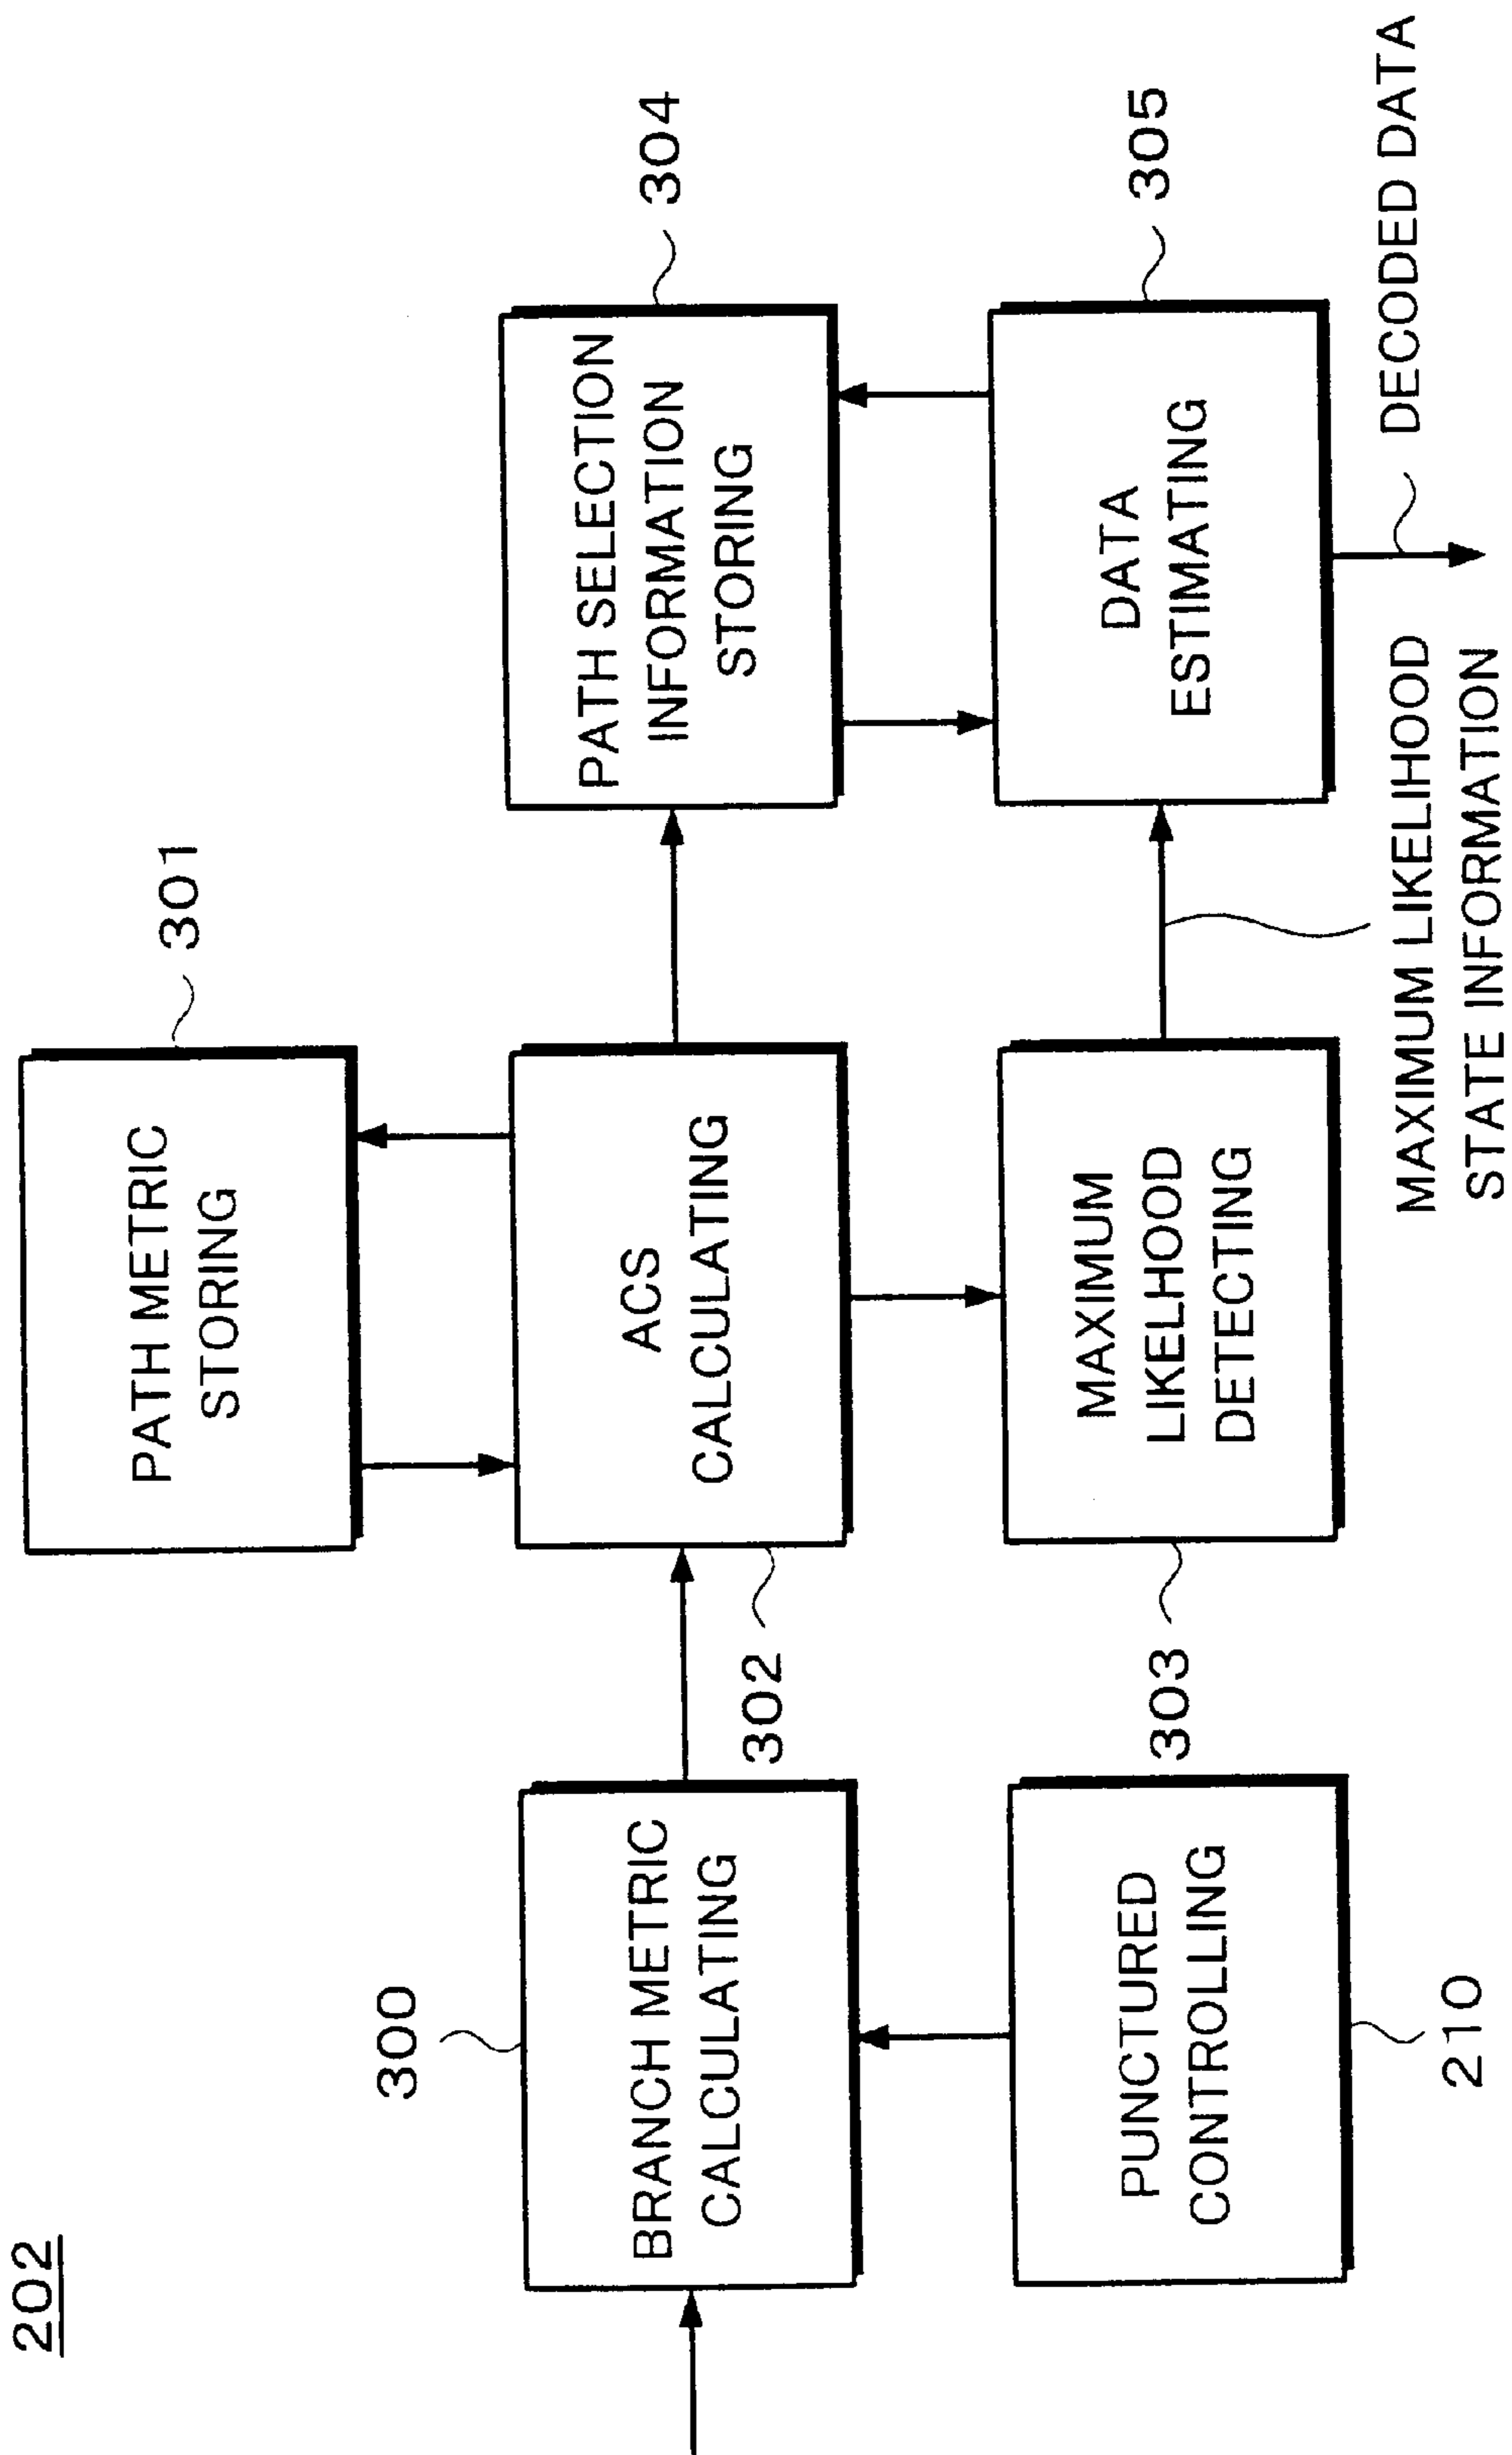 202
PATH METRIC
STORING
301
300
BRANCH METRIC
CALCULATING
ACS
CALCULATING
302
PATH SELECTION
INFORMATION
STORING
304
PUNCTURED
CONTROLLING
210
303
MAXIMUM
LIKELHOOD
DETECTING
DATA
ESTIMATING
305
MAXIMUM LIKELIHOOD
STATE INFORMATION
DECODED DATA